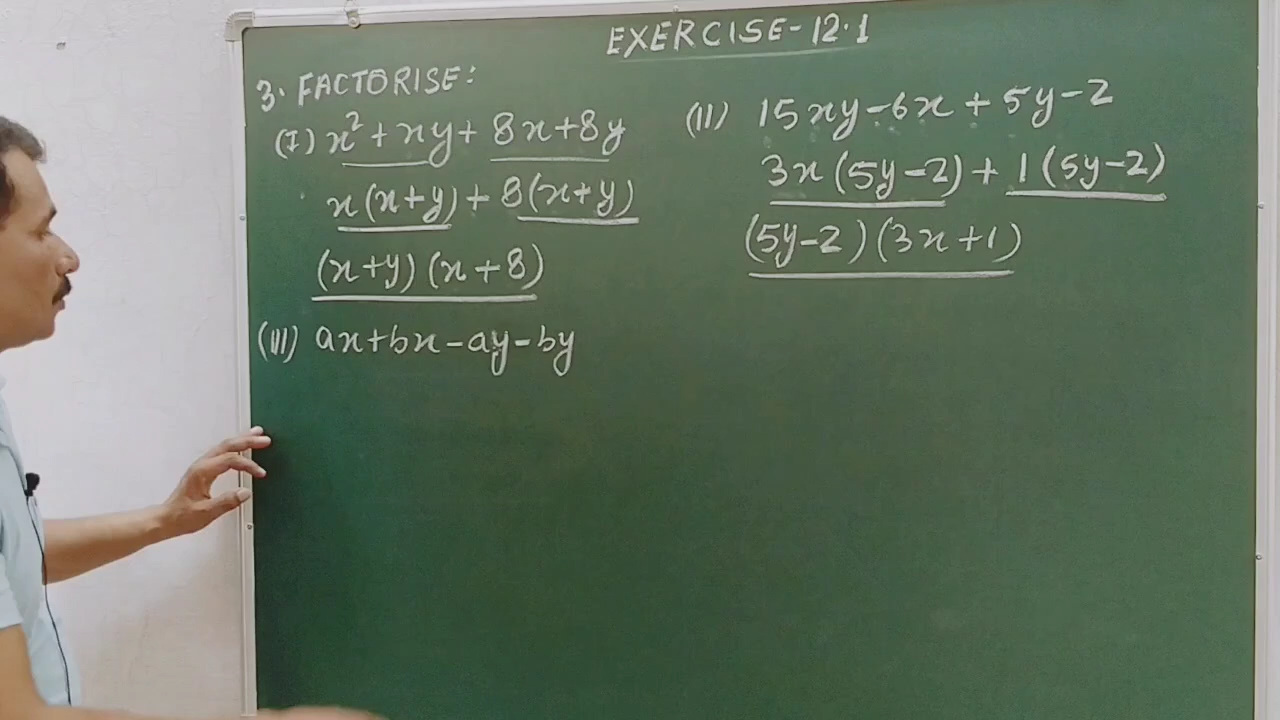 EXERCISE-12.1
3. FACTORISE:
(I) x² + xy + 8x + 8y
x(x+y) + 8(x+y)
(x+y)(x+8)
(II) 15xy-6x + 5y-2
3x(5y-2) + 1(5y-2)
(5y-2)(3x+1)
(III) ax+bx-ay-by